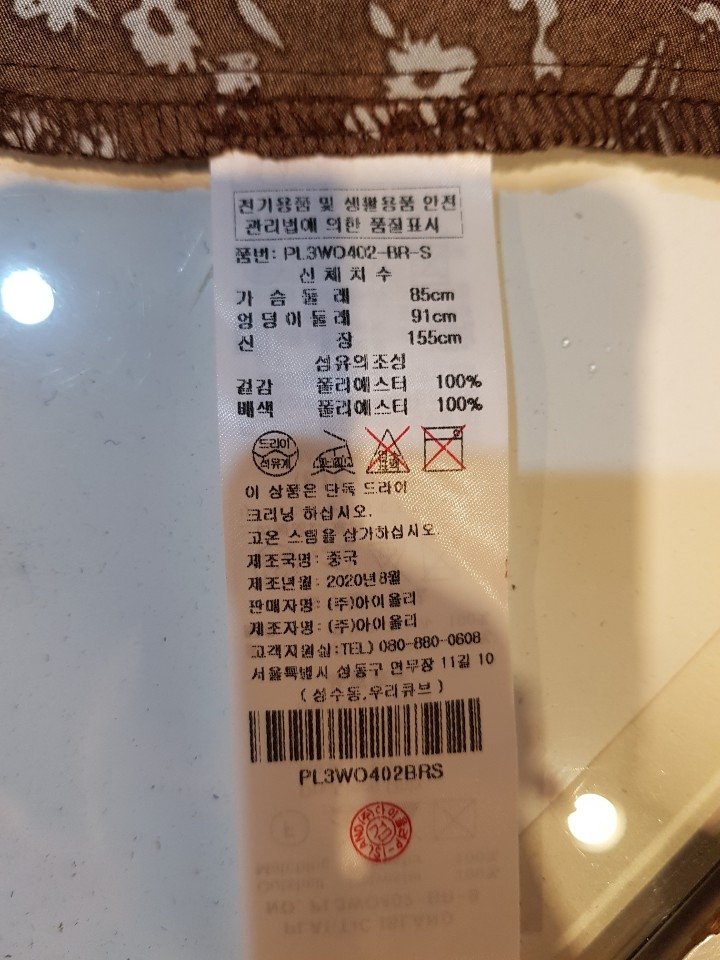 전기용품 및 생활용품 안전
관리법에 의한 품질표시
품번: PL3WO402-BR-S
신체치수
가슴둘레 85cm
엉덩이둘레 91cm
신장 155cm
섬유의조성
겉감 폴리에스터 100%
배색 폴리에스터 100%
드라이
석유계
이 상품은 단독 드라이
크리닝 하십시오.
고온 스팀을 삼가하십시오.
제조국명: 중국
제조년월: 2020년8월
판매자명: (주)아이올리
제조자명: (주)아이올리
고객지원실:TEL) 080-880-0608
서울특별시 성동구 연무장 11길 10
(성수동,우리큐브)
PL3WO402BRS